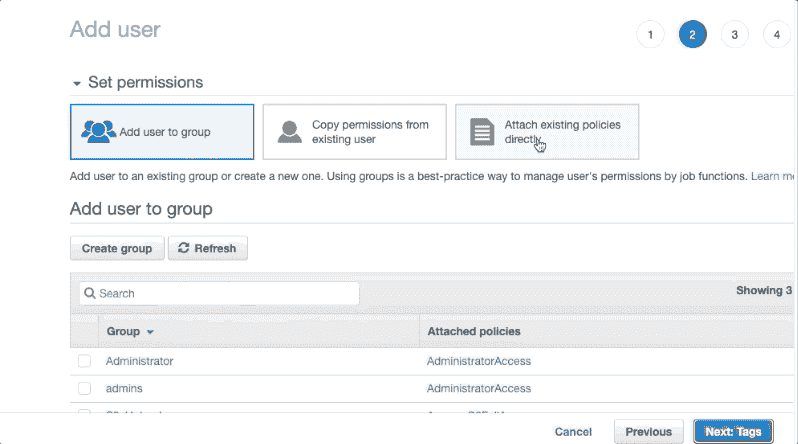 Add user
1 2 3 4
Set permissions
Add user to group
Copy permissions from
existing user
Attach existing policies
directly
Add user to an existing group or create a new one. Using groups is a best-practice way to manage user's permissions by job functions. Learn
Add user to group
Create group Refresh
Search
Showing 3
Group Attached policies
Administrator AdministratorAccess
admins AdministratorAccess
Cancel Previous Next: Tags